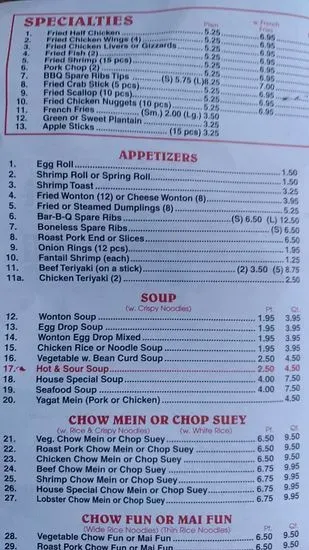 SPECIALTIES
Plain w. French Fries
1. Fried Half Chicken 5.25 6.95
2. Fried Chicken Wings (4) 5.25 6.95
3. Fried Chicken Livers or Gizzards 5.25 6.95
4. Fried Fish (2) 5.25 6.95
5. Fried Shrimp (15 pcs) 5.25 6.95
6. Pork Chop (2) 5.25 6.95
7. BBQ Spare Ribs Tips (S) 5.75 (L) 8.25
8. Fried Crab Stick (5 pcs) 5.25 7.00
9. Fried Scallop (10 pcs) 5.25 6.95
10. Fried Chicken Nuggets (10 pcs) 5.25 6.95
11. French Fries (Sm.) 2.00 (Lg.) 3.50
12. Green or Sweet Plantain 3.25
13. Apple Sticks (15 pcs) 3.25
APPETIZERS
1. Egg Roll 1.50
2. Shrimp Roll or Spring Roll 1.50
3. Shrimp Toast 3.25
4. Fried Wonton (12) or Cheese Wonton (8) 3.95
5. Fried or Steamed Dumplings (8) 5.25
6. Bar-B-Q Spare Ribs (S) 6.50 (L) 12.50
7. Boneless Spare Ribs (S) 6.50
8. Roast Pork End or Slices 6.50
9. Onion Rings (12 pcs) 1.95
10. Fantail Shrimp (each) 1.25
11. Beef Teriyaki (on a stick) (2) 3.50 (5) 8.75
11a. Chicken Teriyaki (2) 2.50
SOUP
(w. Crispy Noodles) Pt. Qt.
12. Wonton Soup 1.95 3.95
13. Egg Drop Soup 1.95 3.95
14. Wonton Egg Drop Mixed 1.95 3.95
15. Chicken Rice or Noodle Soup 1.95 3.95
16. Vegetable w. Bean Curd Soup 2.50 4.50
17. Hot & Sour Soup 2.50 4.50
18. House Special Soup 4.00 7.50
19. Seafood Soup 4.00 7.50
20. Yagat Mein (Pork or Chicken) 4.50
CHOW MEIN OR CHOP SUEY
(w. Rice & Crispy Noodles) (w. White Rice) Pt. Qt.
21. Veg. Chow Mein or Chop Suey 6.50 9.50
22. Roast Pork Chow Mein or Chop Suey 6.50 9.50
23. Chicken Chow Mein or Chop Suey 6.50 9.50
24. Beef Chow Mein or Chop Suey 6.75 9.95
25. Shrimp Chow Mein or Chop Suey 6.75 9.95
26. House Special Chow Mein or Chop Suey 6.75 9.95
27. Lobster Chow Mein or Chop Suey 6.75 9.95
CHOW FUN OR MAI FUN
(Wide Rice Noodles) (Thin Rice Noodles) Pt. Qt.
28. Vegetable Chow Fun or Mai Fun 6.50 9.50
29. Roast Pork Chow Fun or Mai Fun 6.50 9.50